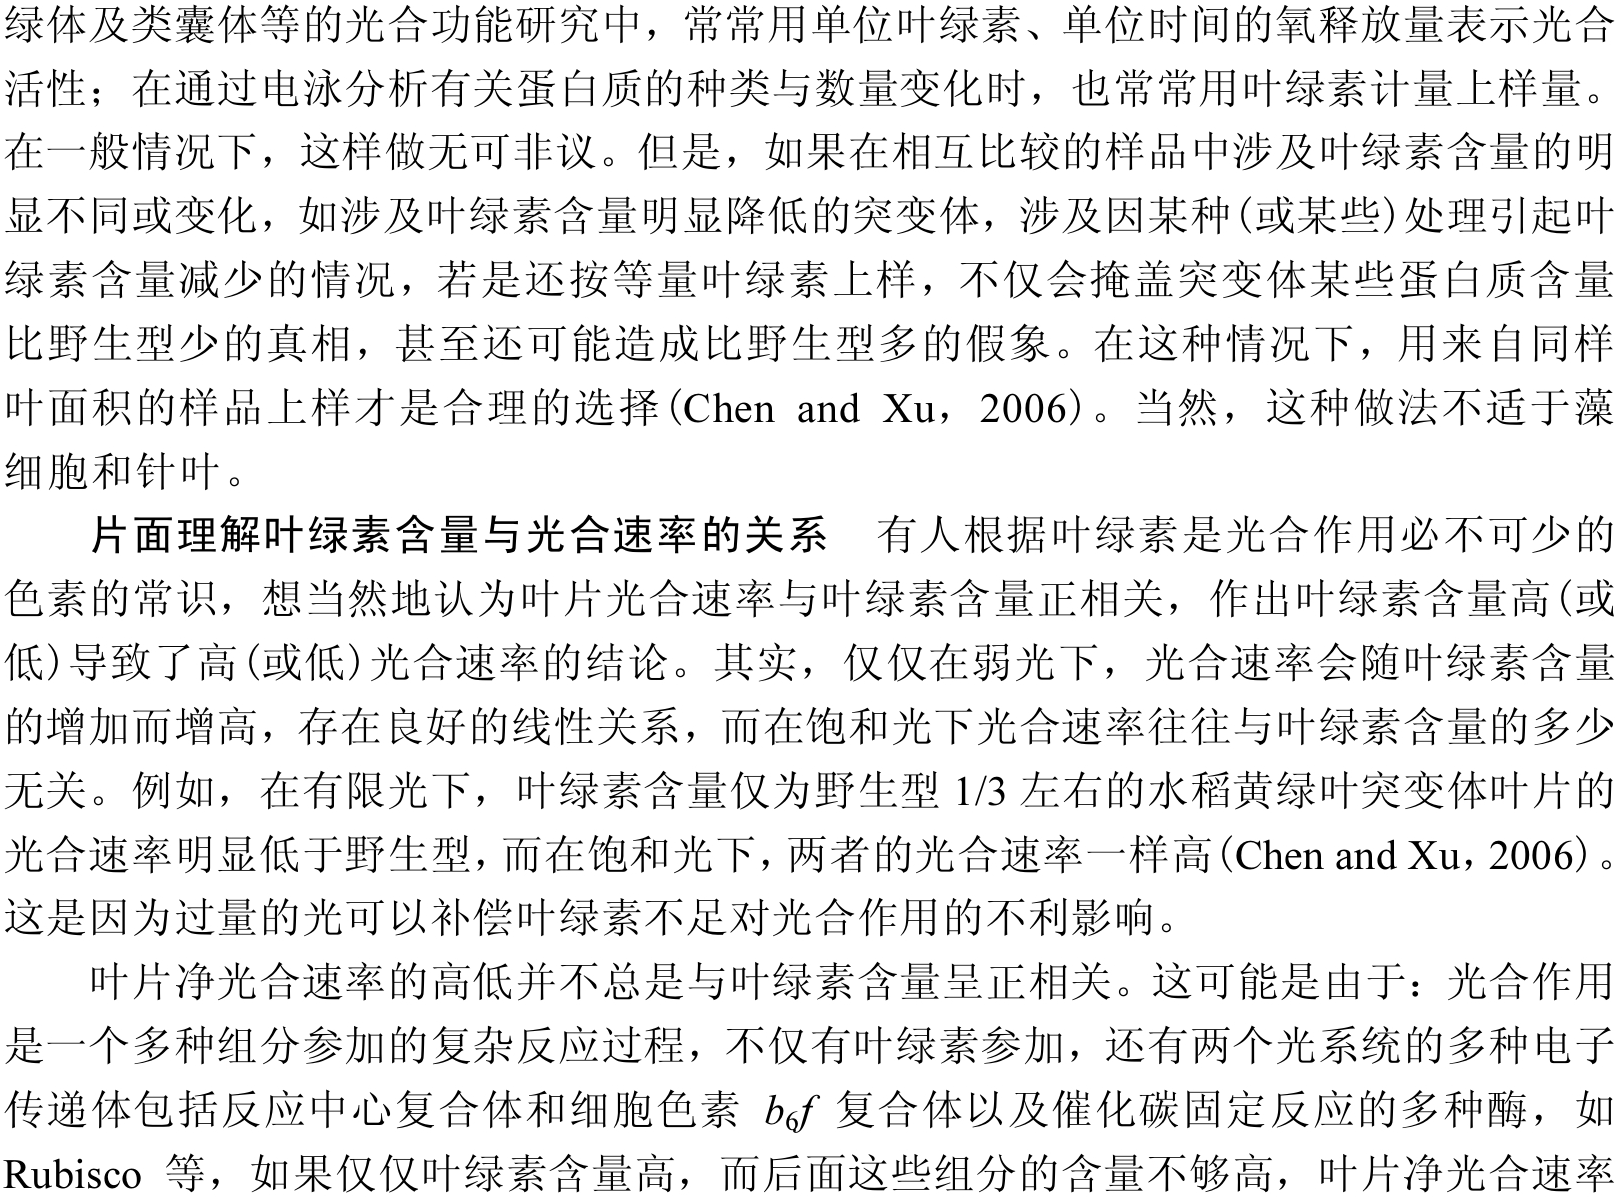 绿体及类囊体等的光合功能研究中，常常用单位叶绿素、单位时间的氧释放量表示光合
活性；在通过电泳分析有关蛋白质的种类与数量变化时，也常常用叶绿素计量上样量。
在一般情况下，这样做无可非议。但是，如果在相互比较的样品中涉及叶绿素含量的明
显不同或变化，如涉及叶绿素含量明显降低的突变体，涉及因某种(或某些)处理引起叶
绿素含量减少的情况，若是还按等量叶绿素上样，不仅会掩盖突变体某些蛋白质含量
比野生型少的真相，甚至还可能造成比野生型多的假象。在这种情况下，用来自同样
叶面积的样品上样才是合理的选择(Chen and Xu，2006)。当然，这种做法不适于藻
细胞和针叶。
片面理解叶绿素含量与光合速率的关系 有人根据叶绿素是光合作用必不可少的
色素的常识，想当然地认为叶片光合速率与叶绿素含量正相关，作出叶绿素含量高(或
低)导致了高(或低)光合速率的结论。其实，仅仅在弱光下，光合速率会随叶绿素含量
的增加而增高，存在良好的线性关系，而在饱和光下光合速率往往与叶绿素含量的多少
无关。例如，在有限光下，叶绿素含量仅为野生型 1/3 左右的水稻黄绿叶突变体叶片的
光合速率明显低于野生型，而在饱和光下，两者的光合速率一样高(Chen and Xu，2006)。
这是因为过量的光可以补偿叶绿素不足对光合作用的不利影响。
叶片净光合速率的高低并不总是与叶绿素含量呈正相关。这可能是由于：光合作用
是一个多种组分参加的复杂反应过程，不仅有叶绿素参加，还有两个光系统的多种电子
传递体包括反应中心复合体和细胞色素 b₆f 复合体以及催化碳固定反应的多种酶，如
Rubisco 等，如果仅仅叶绿素含量高，而后面这些组分的含量不够高，叶片净光合速率